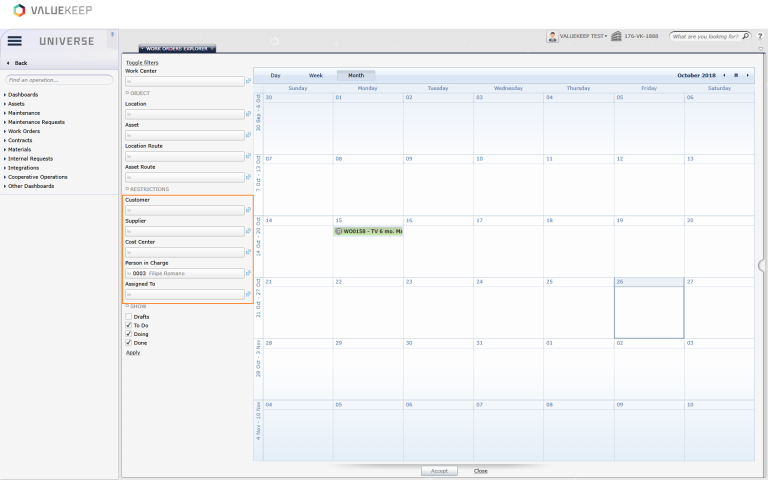 VALUEKEEP
UNIVERSE
VALUEKEEP TEST
176-VK-1888
What are you looking for?
?
WORK ORDERS EXPLORER
Back
Find an operation...
Dashboards
Assets
Maintenance
Maintenance Requests
Work Orders
Contracts
Materials
Internal Requests
Integrations
Cooperative Operations
Other Dashboards
Toggle filters
Work Center
OBJECT
Location
Asset
Location Route
Asset Route
RESTRICTIONS
Customer
Supplier
Cost Center
Person in Charge
0003 Filipe Romano
Assigned To
SHOW
Drafts
To Do
Doing
Done
Apply
Day Week Month October 2018
Sunday Monday Tuesday Wednesday Thursday Friday Saturday
30 Sep - 6 Oct
30 01 02 03 04 05 06
7 Oct - 13 Oct
07 08 09 10 11 12 13
14 Oct - 20 Oct
14 15 16 17 18 19 20
WO0158 - TV 6 mo. Ma
21 Oct - 27 Oct
21 22 23 24 25 26 27
28 Oct - 3 Nov
28 29 30 31 01 02 03
4 Nov - 10 Nov
04 05 06 07 08 09 10
Accept Close